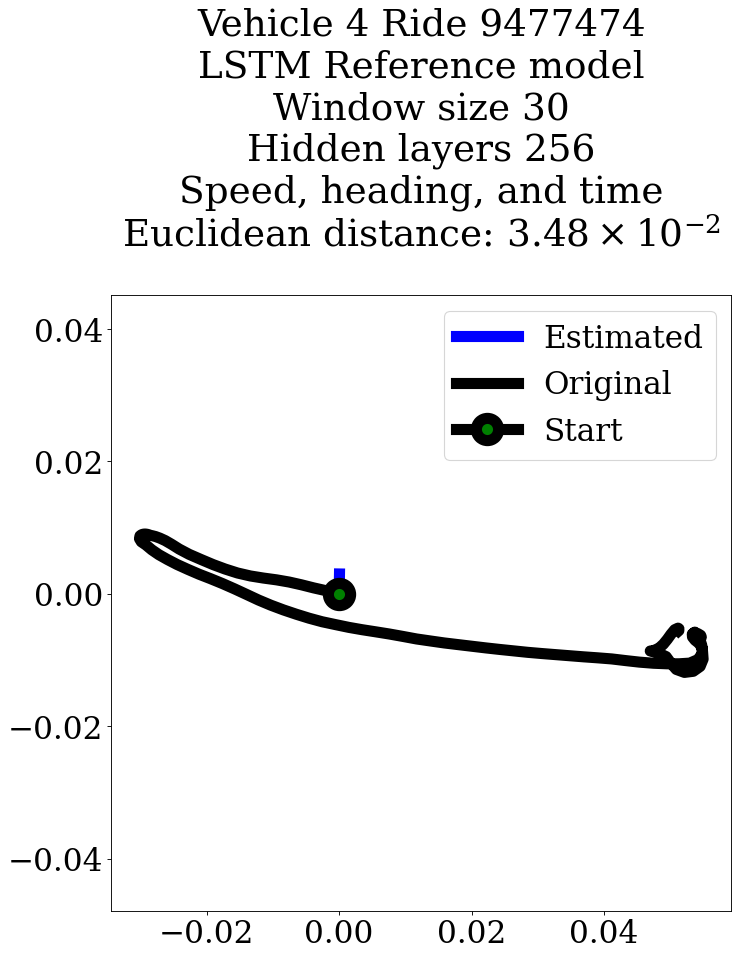 Vehicle 4 Ride 9477474
LSTM Reference model
Window size 30
Hidden layers 256
Speed, heading, and time
Euclidean distance: 3.48 × 10⁻²
Estimated
Original
Start
0.04
0.02
0.00
−0.02
−0.04
−0.02 0.00 0.02 0.04